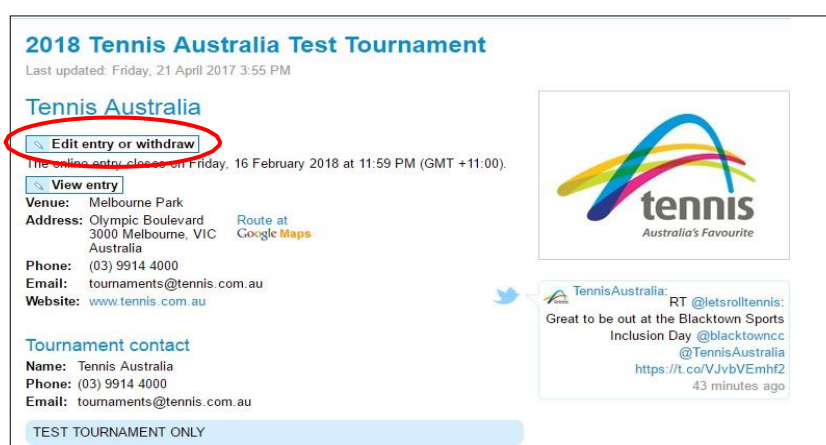 2018 Tennis Australia Test Tournament
Last updated: Friday, 21 April 2017 3:55 PM
Tennis Australia
Edit entry or withdraw
The online entry closes on Friday, 16 February 2018 at 11:59 PM (GMT +11:00).
View entry
Venue: Melbourne Park
Address: Olympic Boulevard Route at
3000 Melbourne, VIC Google Maps
Australia
Phone: (03) 9914 4000
Email: tournaments@tennis.com.au
Website: www.tennis.com.au
Tournament contact
Name: Tennis Australia
Phone: (03) 9914 4000
Email: tournaments@tennis.com.au
TEST TOURNAMENT ONLY
tennis
Australia's Favourite
tennis
TennisAustralia:
RT @letsrolltennis:
Great to be out at the Blacktown Sports
Inclusion Day @blacktowncc
@TennisAustralia
https://t.co/VJvbVEmhf2
43 minutes ago